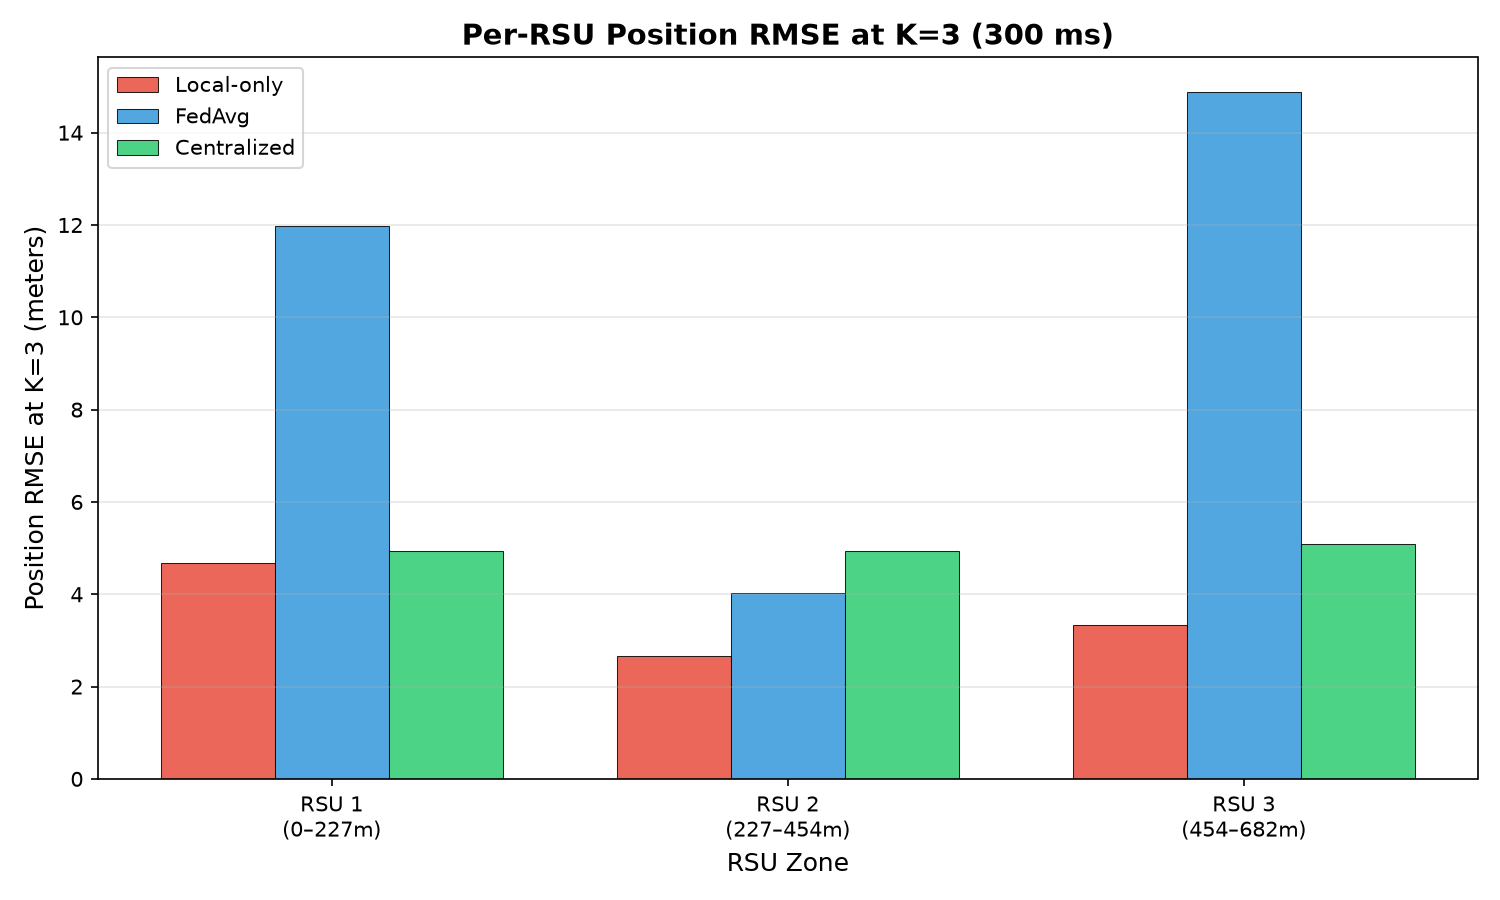 Per-RSU Position RMSE at K=3 (300 ms)
Local-only
FedAvg
Centralized
Position RMSE at K=3 (meters)
14
12
10
8
6
4
2
0
RSU 1
(0–227m)
RSU 2
(227–454m)
RSU 3
(454–682m)
RSU Zone